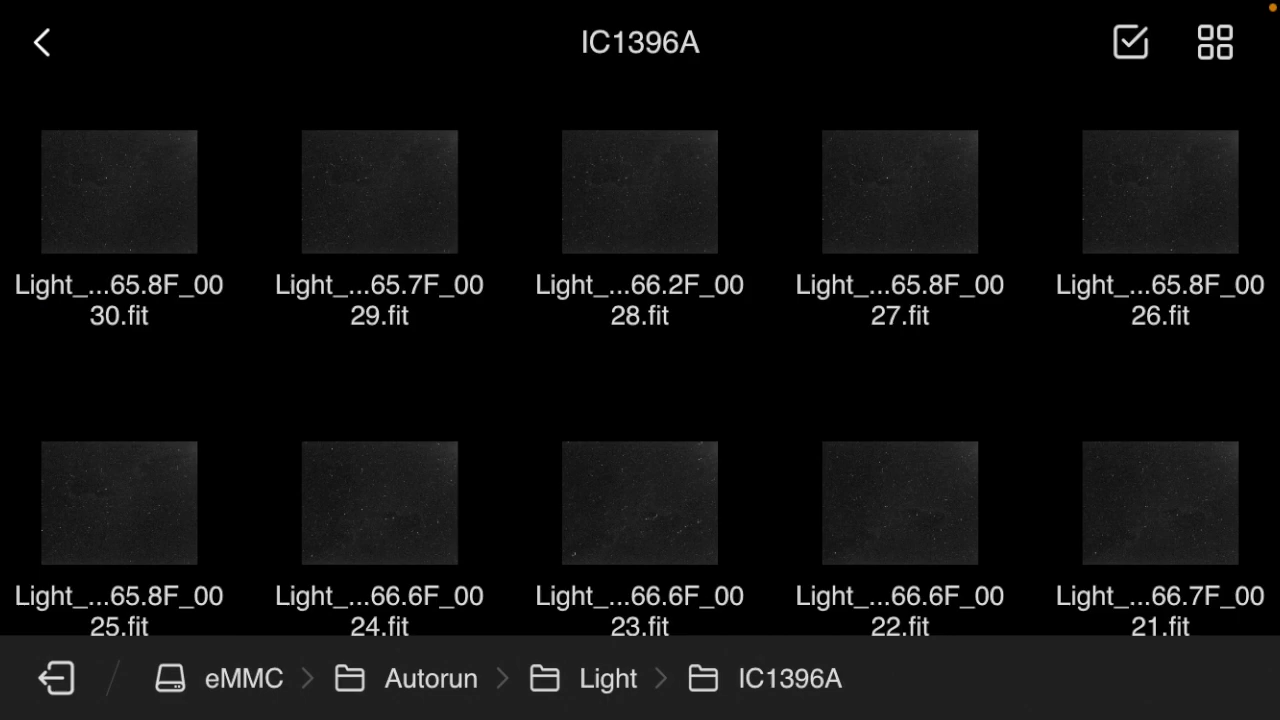 IC1396A
Light_...65.8F_00
30.fit
Light_...65.7F_00
29.fit
Light_...66.2F_00
28.fit
Light_...65.8F_00
27.fit
Light_...65.8F_00
26.fit
Light_...65.8F_00
25.fit
Light_...66.6F_00
24.fit
Light_...66.6F_00
23.fit
Light_...66.6F_00
22.fit
Light_...66.7F_00
21.fit
eMMC > Autorun > Light > IC1396A